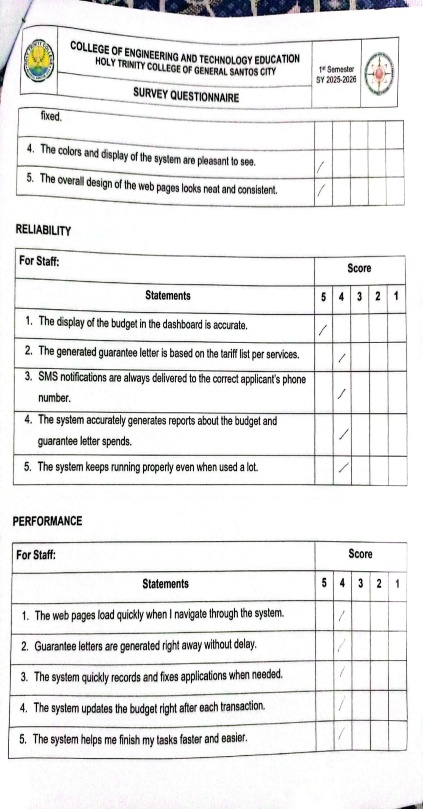 COLLEGE OF ENGINEERING AND TECHNOLOGY EDUCATION
HOLY TRINITY COLLEGE OF GENERAL SANTOS CITY
1st Semester
SY 2025-2026
SURVEY QUESTIONNAIRE
fixed.
4. The colors and display of the system are pleasant to see. /
5. The overall design of the web pages looks neat and consistent. /
RELIABILITY
For Staff:
Score
Statements 5 4 3 2 1
1. The display of the budget in the dashboard is accurate. /
2. The generated guarantee letter is based on the tariff list per services. /
3. SMS notifications are always delivered to the correct applicant's phone
number. /
4. The system accurately generates reports about the budget and
guarantee letter spends. /
5. The system keeps running properly even when used a lot. /
PERFORMANCE
For Staff:
Score
Statements 5 4 3 2 1
1. The web pages load quickly when I navigate through the system. /
2. Guarantee letters are generated right away without delay. /
3. The system quickly records and fixes applications when needed. /
4. The system updates the budget right after each transaction. /
5. The system helps me finish my tasks faster and easier. /